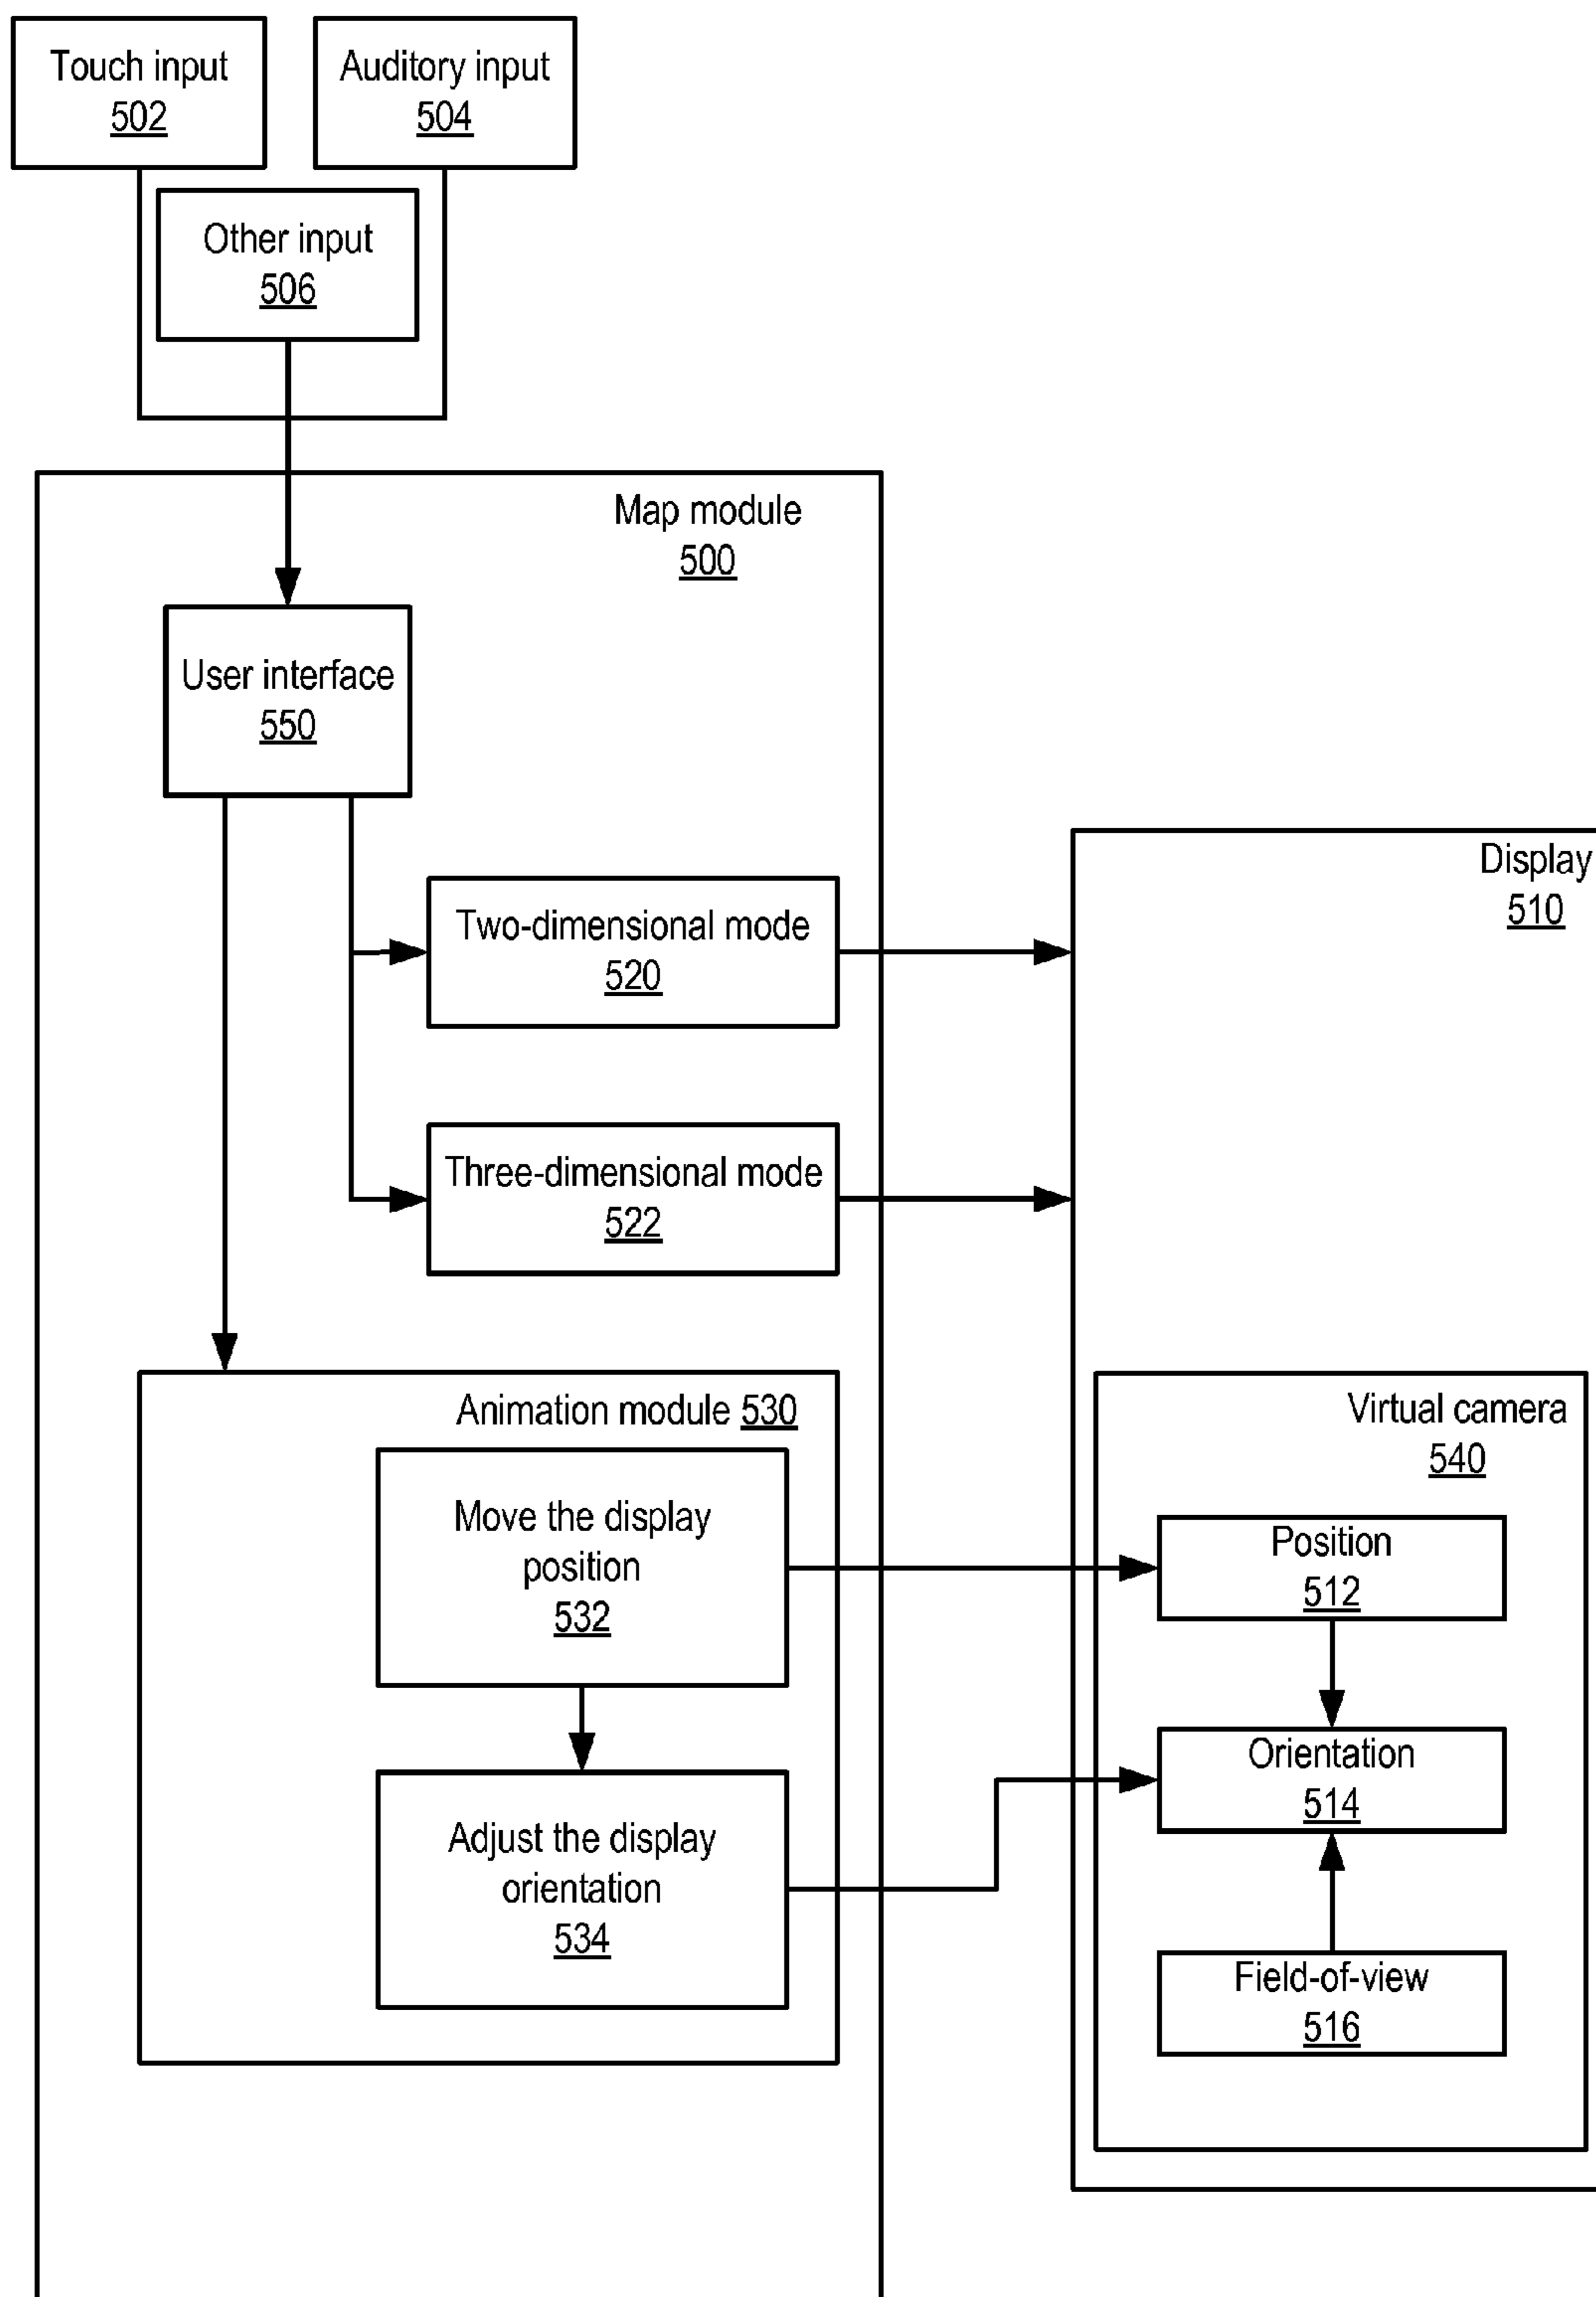 Touch input
502
Auditory input
504
Other input
506
Map module
500
User interface
550
Display
510
Two-dimensional mode
520
Three-dimensional mode
522
Animation module 530
Virtual camera
540
Move the display
position
532
Position
512
Orientation
514
Adjust the display
orientation
534
Field-of-view
516